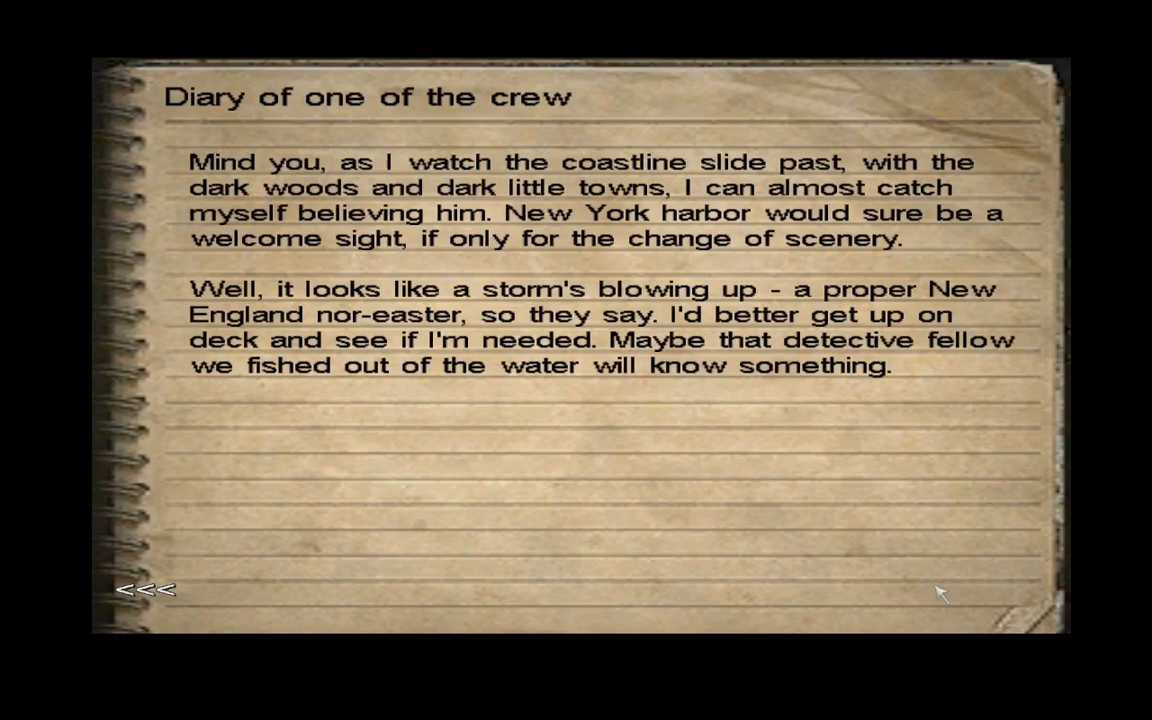 Diary of one of the crew
Mind you, as I watch the coastline slide past, with the
dark woods and dark little towns, I can almost catch
myself believing him. New York harbor would sure be a
welcome sight, if only for the change of scenery.
Well, it looks like a storm's blowing up - a proper New
England nor-easter, so they say. I'd better get up on
deck and see if I'm needed. Maybe that detective fellow
we fished out of the water will know something.
<<<